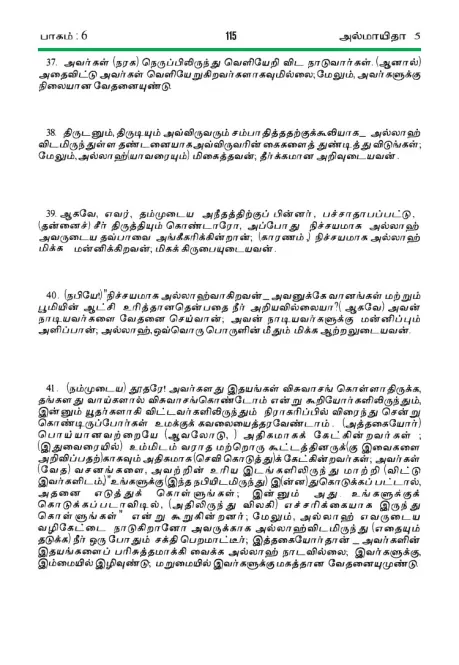 பாகம் : 6 115 அல்மாயிதா 5
37. அவர்கள் (நரக) நெருப்பிலிருந்து வெளியேறி விட நாடுவார்கள். (ஆனால்)
அதைவிட்டு அவர்கள் வெளியேறுகிறவர்களாகவுமில்லை; மேலும், அவர்களுக்கு
நிலையான வேதனையுண்டு.
38. திருடனும், திருடியும் அவ்விருவரும் சம்பாதித்ததற்குக்கூலியாக_ அல்லாஹ்
விடமிருந்துள்ள தண்டனையாகஅவ்விருவரின் கைகளைத் துண்டித்து விடுங்கள்;
மேலும்,அல்லாஹ்(யாவரையும்) மிகைத்தவன்; தீர்க்கமான அறிவுடையவன் .
39. ஆகவே, எவர், தம்முடைய அநீதத்திற்குப் பின்னர் , பச்சாதாபப்பட்டு,
(தன்னைச்) சீர் திருத்தியும் கொண்டாரோ, அப்போது நிச்சயமாக அல்லாஹ்
அவருடைய தவ்பாவை அங்கீகரிக்கின்றான்; (காரணம்,) நிச்சயமாக அல்லாஹ்
மிக்க மன்னிக்கிறவன்; மிகக் கிருபையுடையவன் .
40. (நபியே!)"நிச்சயமாக அல்லாஹ்வாகிறவன் _ அவனுக்கே வானங்கள் மற்றும்
பூமியின் ஆட்சி உரித்தானதென்பதை நீர் அறியவில்லையா?( ஆகவே) அவன்
நாடியவர்களை வேதனை செய்வான்; அவன் நாடியவர்களுக்கு மன்னிப்பும்
அளிப்பான்; அல்லாஹ்,ஒவ்வொரு பொருளின் மீதும் மிக்க ஆற்றலுடையவன்.
41. (நம்முடைய) தூதரே! அவர்களது இதயங்கள் விசுவாசங் கொள்ளாதிருக்க,
தங்களது வாய்களால் விசுவாசங்கொண்டோம் என்று கூறியோர்களிலிருந்தும்,
இன்னும் யூதர்களாகி விட்டவர்களிலிருந்தும் நிராகரிப்பில் விரைந்து சென்று
கொண்டிருப்போர்கள் உமக்குக் கவலையைத்தரவேண்டாம் . (அத்தகையோர்)
பொய்யானவற்றையே (ஆவலோடு, ) அதிகமாகக் கேட்கின்றவர்கள் ;
(இதுவரையில்) உம்மிடம் வராத மற்றொரு கூட்டத்தினருக்(கு இவைகளை
அறிவிப்பதற்)காகவும் அதிகமாக(செவி கொடுத்துக்) கேட்கின்றவர்கள்; அவர்கள்
(வேத) வசனங்களை, அவற்றின் உரிய இடங்களிலிருந்து மாற்றி (விட்டு
இவர்களிடம்,)"உங்களுக்கு (இந்த நபியிடமிருந்து) இ(ன்ன)துகொடுக்கப் பட்டால்,
அதனை எடுத்துக் கொள்ளுங்கள்; இன்னும் அது உங்களுக்குக்
கொடுக்கப்படாவிடில், (அதிலிருந்து விலகி) எச்சரிக்கையாக இருந்து
கொள்ளுங்கள்" என்று கூறுகின்றனர்; மேலும், அல்லாஹ் எவருடைய
வழிகேட்டை நாடுகிறானோ அவருக்காக அல்லாஹ்விடமிருந்து (எதையும்
தடுக்க) நீர் ஒருபோதும் சக்தி பெறமாட்டீர்; இத்தகையோர்தான் _ அவர்களின்
இதயங்களைப் பரிசுத்தமாக்கி வைக்க அல்லாஹ் நாடவில்லை; இவர்களுக்கு,
இம்மையில் இழிவுண்டு; மறுமையில் இவர்களுக்கு மகத்தான வேதனையுமுண்டு.